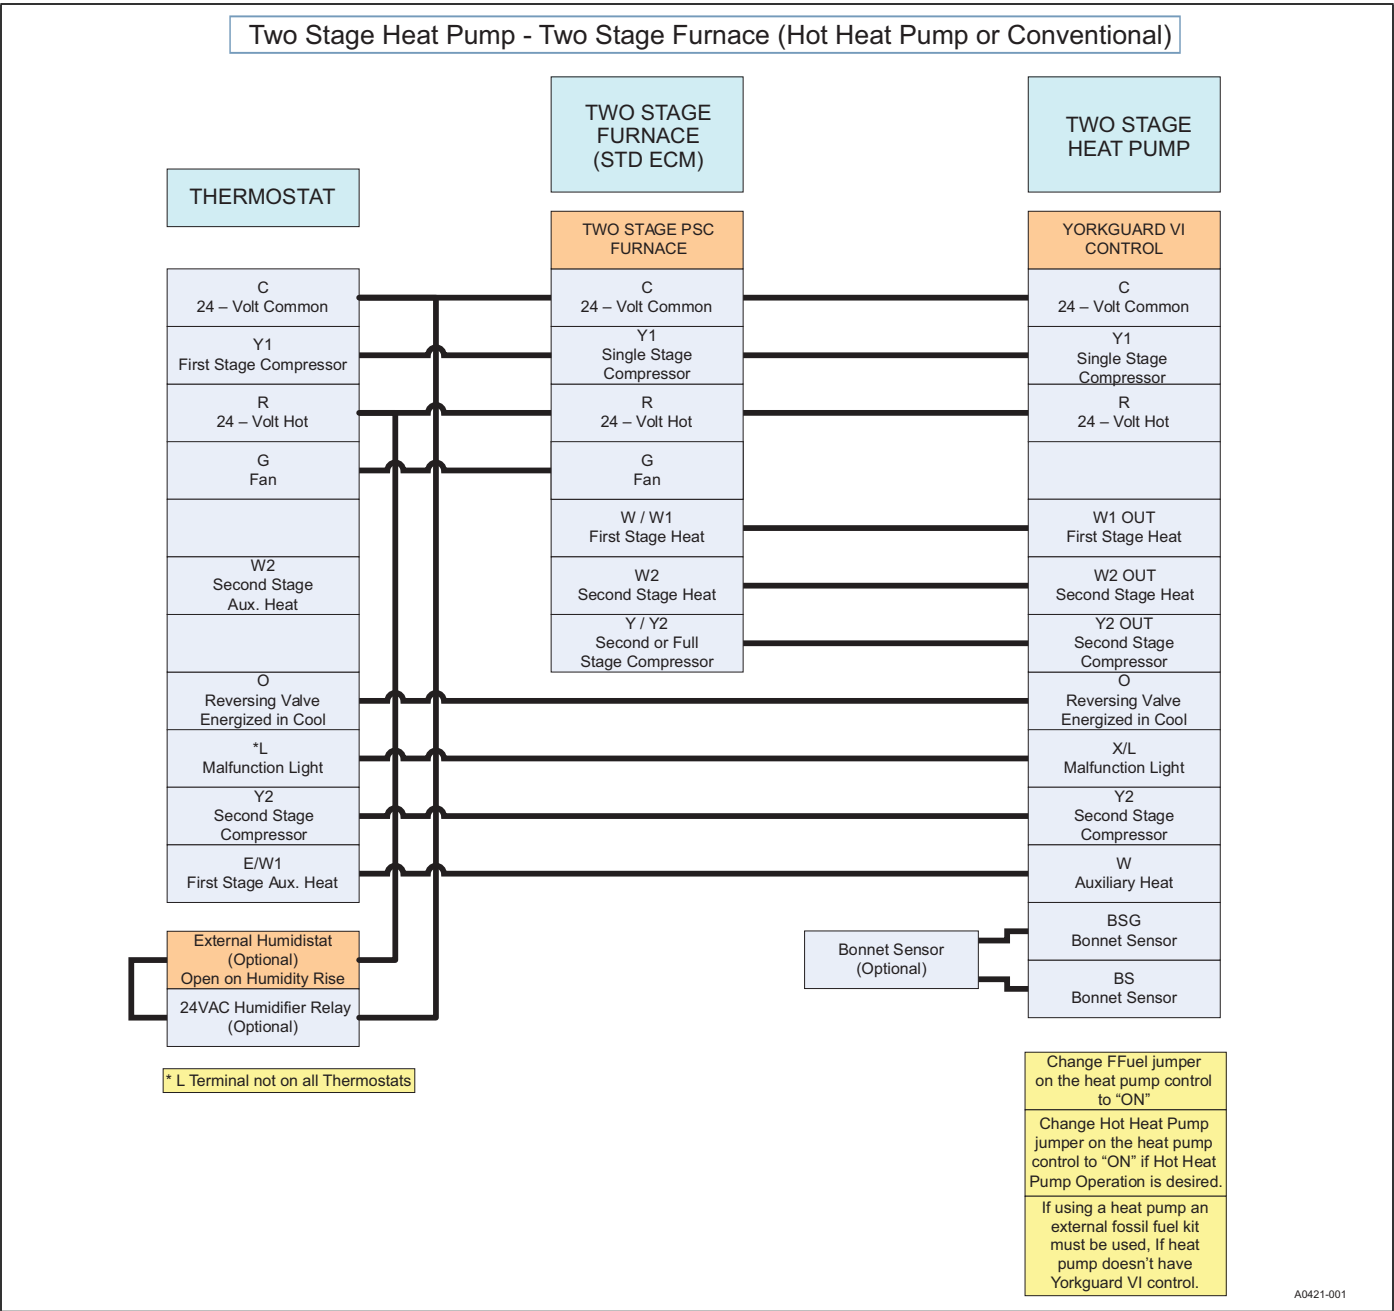 Two Stage Heat Pump - Two Stage Furnace (Hot Heat Pump or Conventional)
THERMOSTAT
C
24 – Volt Common
Y1
First Stage Compressor
R
24 – Volt Hot
G
Fan
W2
Second Stage
Aux. Heat
O
Reversing Valve
Energized in Cool
*L
Malfunction Light
Y2
Second Stage
Compressor
E/W1
First Stage Aux. Heat
External Humidistat
(Optional)
Open on Humidity Rise
24VAC Humidifier Relay
(Optional)
* L Terminal not on all Thermostats
TWO STAGE
FURNACE
(STD ECM)
TWO STAGE PSC
FURNACE
C
24 – Volt Common
Y1
Single Stage
Compressor
R
24 – Volt Hot
G
Fan
W / W1
First Stage Heat
W2
Second Stage Heat
Y / Y2
Second or Full
Stage Compressor
Bonnet Sensor
(Optional)
TWO STAGE
HEAT PUMP
YORKGUARD VI
CONTROL
C
24 – Volt Common
Y1
Single Stage
Compressor
R
24 – Volt Hot
W1 OUT
First Stage Heat
W2 OUT
Second Stage Heat
Y2 OUT
Second Stage
Compressor
O
Reversing Valve
Energized in Cool
X/L
Malfunction Light
Y2
Second Stage
Compressor
W
Auxiliary Heat
BSG
Bonnet Sensor
BS
Bonnet Sensor
Change FFuel jumper
on the heat pump control
to “ON”
Change Hot Heat Pump
jumper on the heat pump
control to “ON” if Hot Heat
Pump Operation is desired.
If using a heat pump an
external fossil fuel kit
must be used, If heat
pump doesn’t have
Yorkguard VI control.
A0421-001